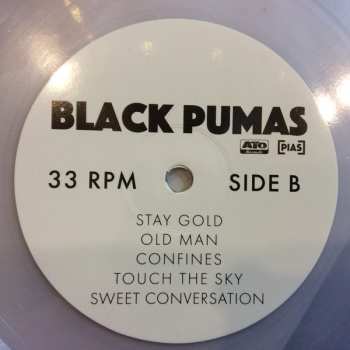 BLACK PUMAS
ATO [PIAS]
33 RPM SIDE B
STAY GOLD
OLD MAN
CONFINES
TOUCH THE SKY
SWEET CONVERSATION